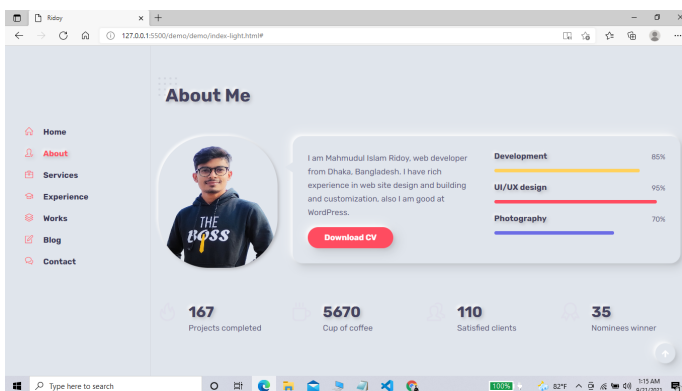 Ridoy
127.0.0.1:5500/demo/demo/index-light.html#
About Me
Home
About
Services
Experience
Works
Blog
Contact
THE
BOSS
I am Mahmudul Islam Ridoy, web developer
from Dhaka, Bangladesh. I have rich
experience in web site design and building
and customization, also I am good at
WordPress.
Download CV
Development 85%
UI/UX design 95%
Photography 70%
167
Projects completed
5670
Cup of coffee
110
Satisfied clients
35
Nominees winner
Type here to search
100%
82°F
1:15 AM
9/21/2021